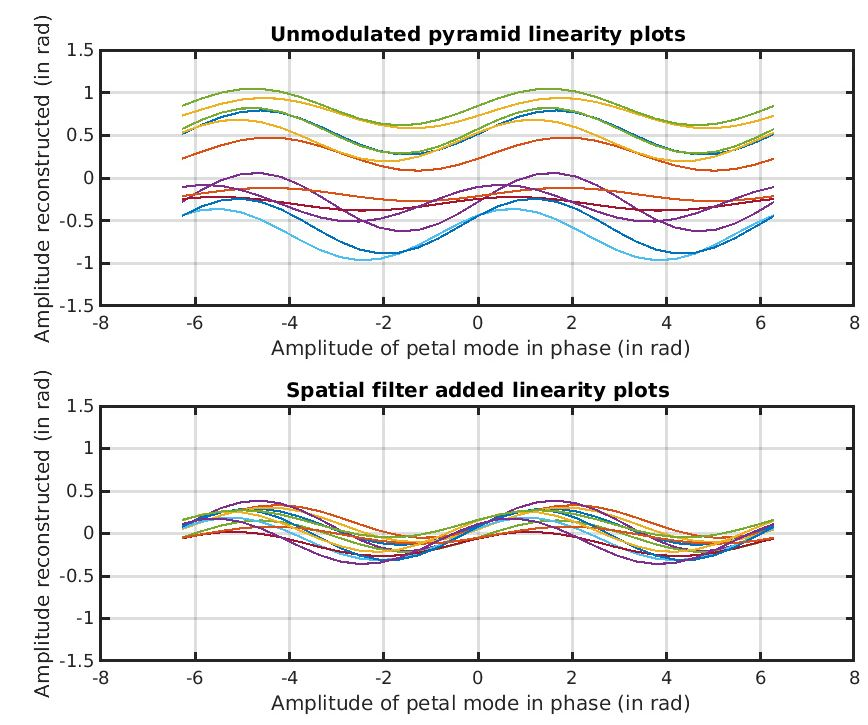 Unmodulated pyramid linearity plots
Amplitude reconstructed (in rad)
1.5
1
0.5
0
-0.5
-1
-1.5
-8 -6 -4 -2 0 2 4 6 8
Amplitude of petal mode in phase (in rad)
Spatial filter added linearity plots
Amplitude reconstructed (in rad)
1.5
1
0.5
0
-0.5
-1
-1.5
-8 -6 -4 -2 0 2 4 6 8
Amplitude of petal mode in phase (in rad)